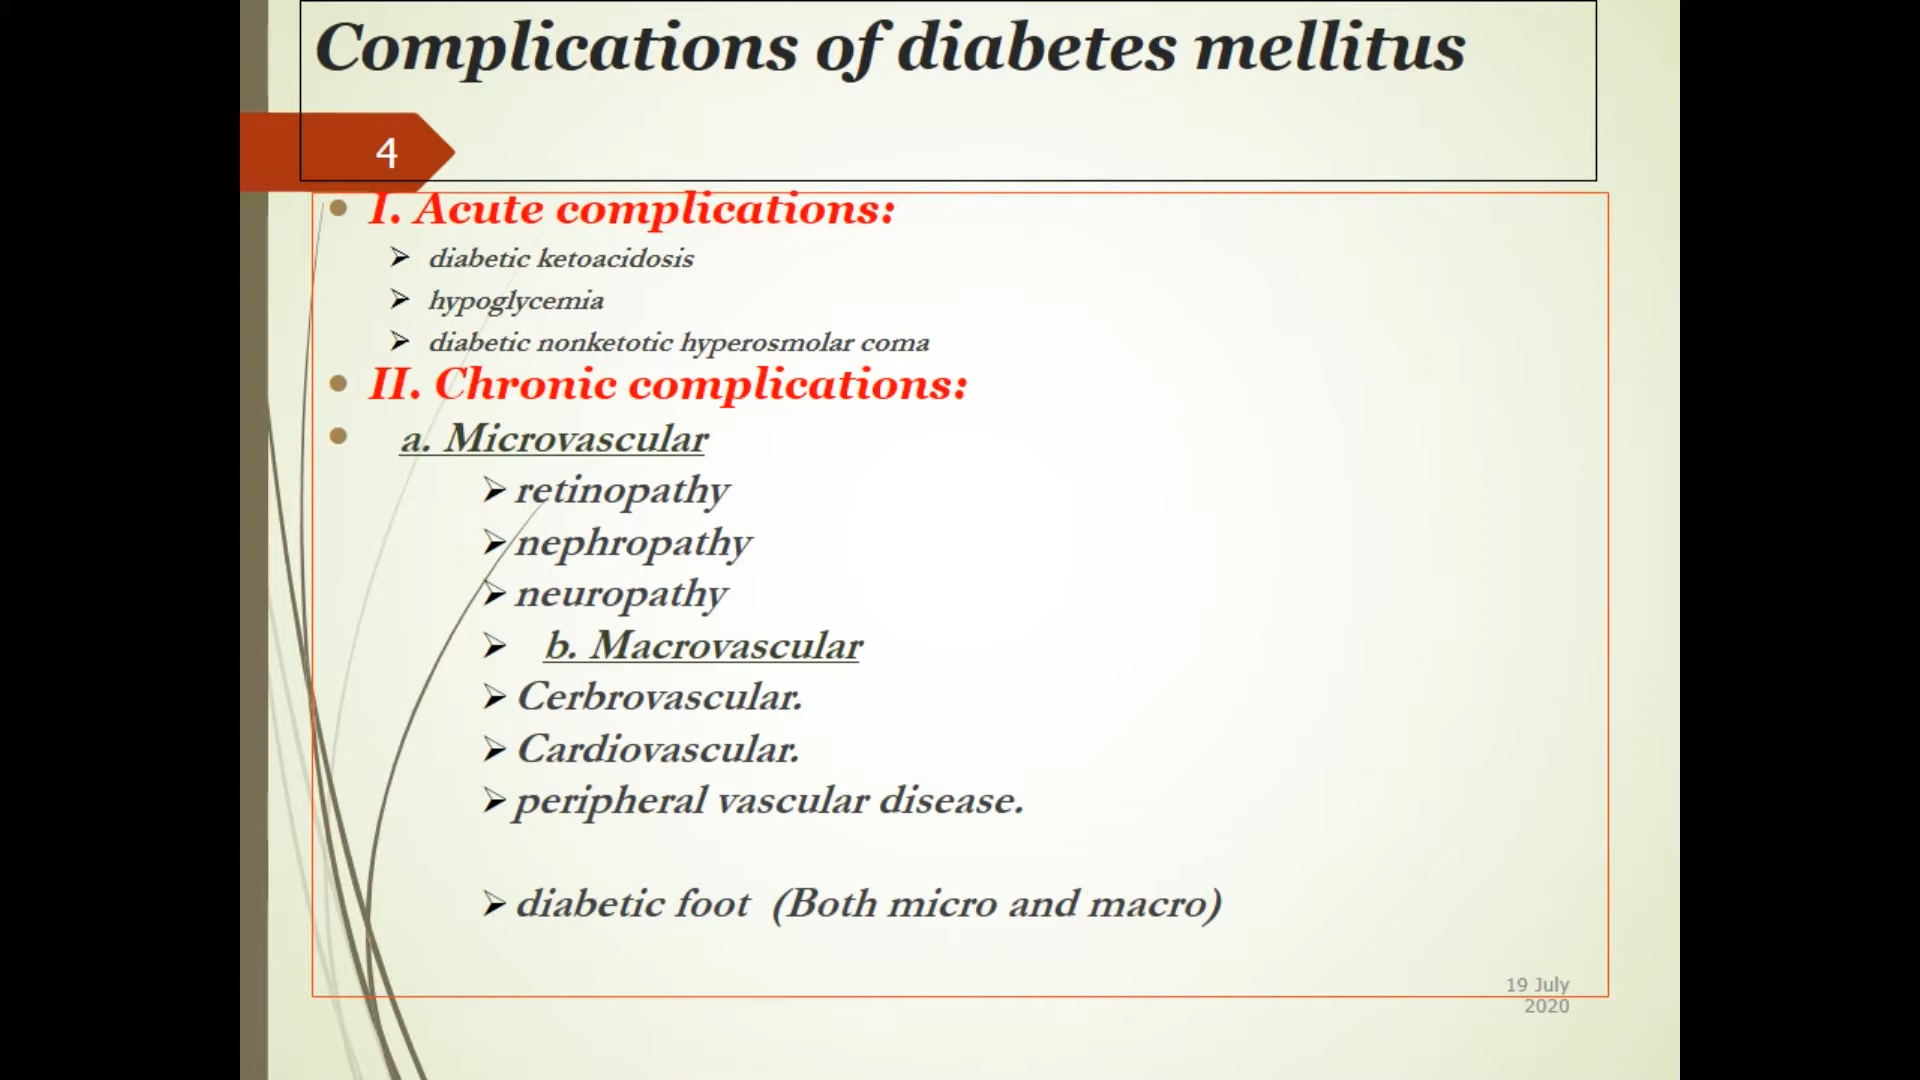 Complications of diabetes mellitus
4
I. Acute complications:
diabetic ketoacidosis
hypoglycemia
diabetic nonketotic hyperosmolar coma
II. Chronic complications:
a. Microvascular
retinopathy
nephropathy
neuropathy
b. Macrovascular
Cerbrovascular.
Cardiovascular.
peripheral vascular disease.
diabetic foot (Both micro and macro)
19 July
2020